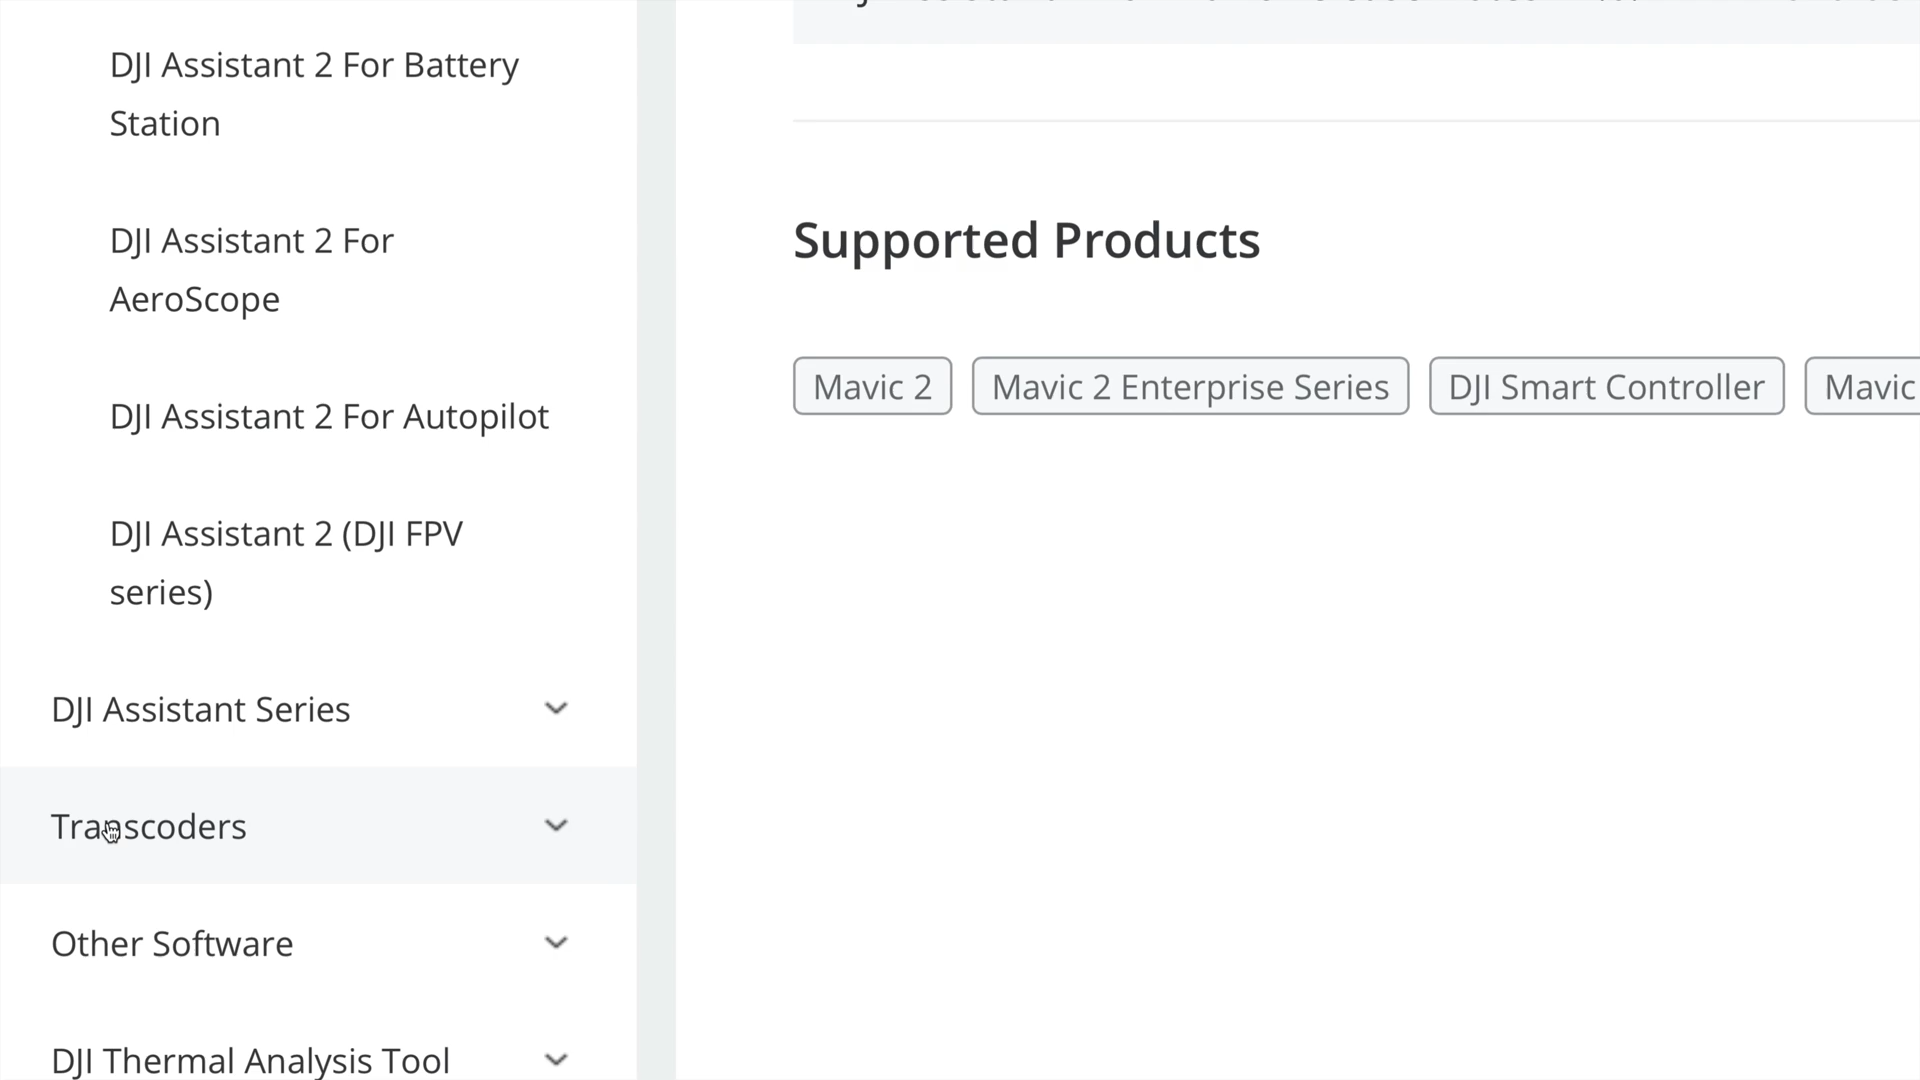 DJI Assistant 2 For Battery
Station
DJI Assistant 2 For
AeroScope
DJI Assistant 2 For Autopilot
DJI Assistant 2 (DJI FPV
series)
DJI Assistant Series
Transcoders
Other Software
DJI Thermal Analysis Tool
Supported Products
Mavic 2
Mavic 2 Enterprise Series
DJI Smart Controller
Mavic